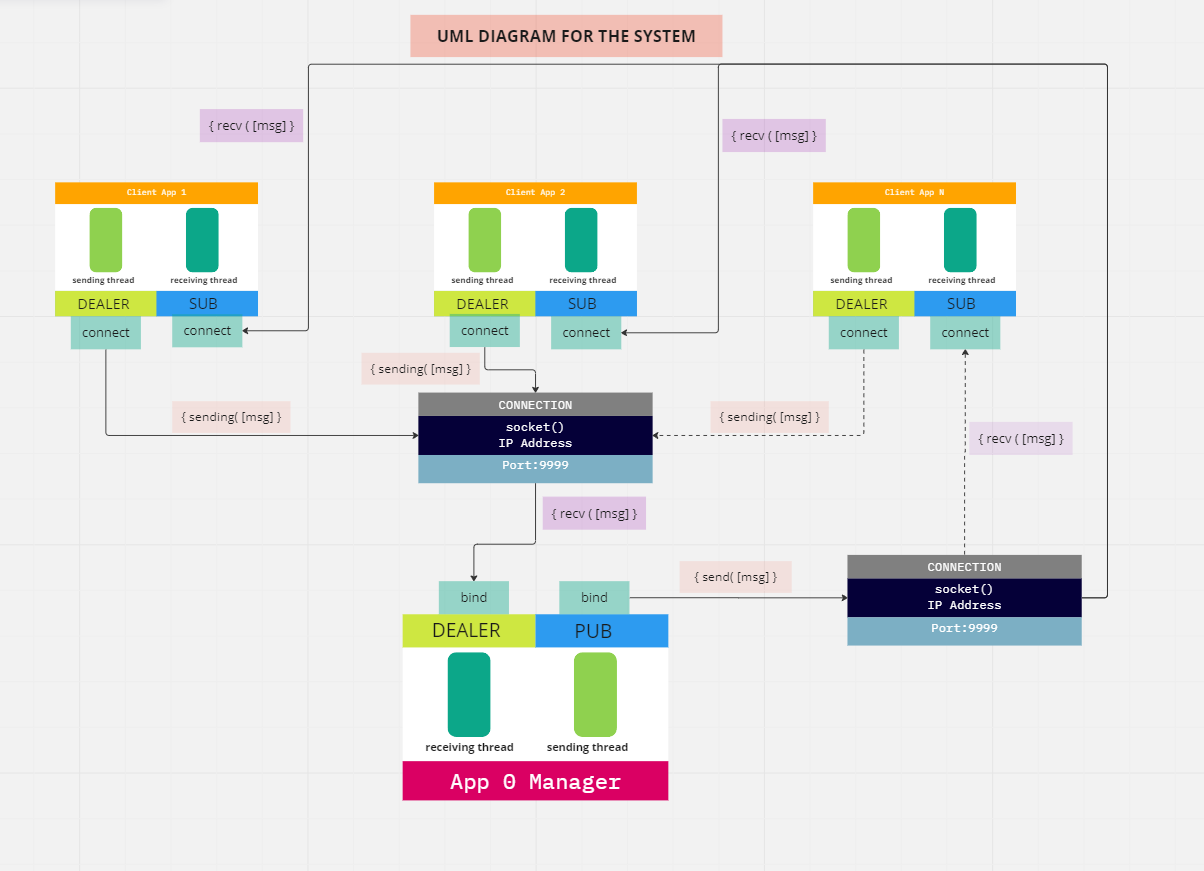 UML DIAGRAM FOR THE SYSTEM
{ recv ( [msg] }
{ recv ( [msg] }
Client App 1
sending thread
receiving thread
DEALER
SUB
connect
connect
Client App 2
sending thread
receiving thread
DEALER
SUB
connect
connect
Client App N
sending thread
receiving thread
DEALER
SUB
connect
connect
{ sending( [msg] }
{ sending( [msg] }
{ sending( [msg] }
{ recv ( [msg] }
CONNECTION
socket()
IP Address
Port:9999
{ recv ( [msg] }
{ send( [msg] }
CONNECTION
socket()
IP Address
Port:9999
bind
bind
DEALER
PUB
receiving thread
sending thread
App 0 Manager